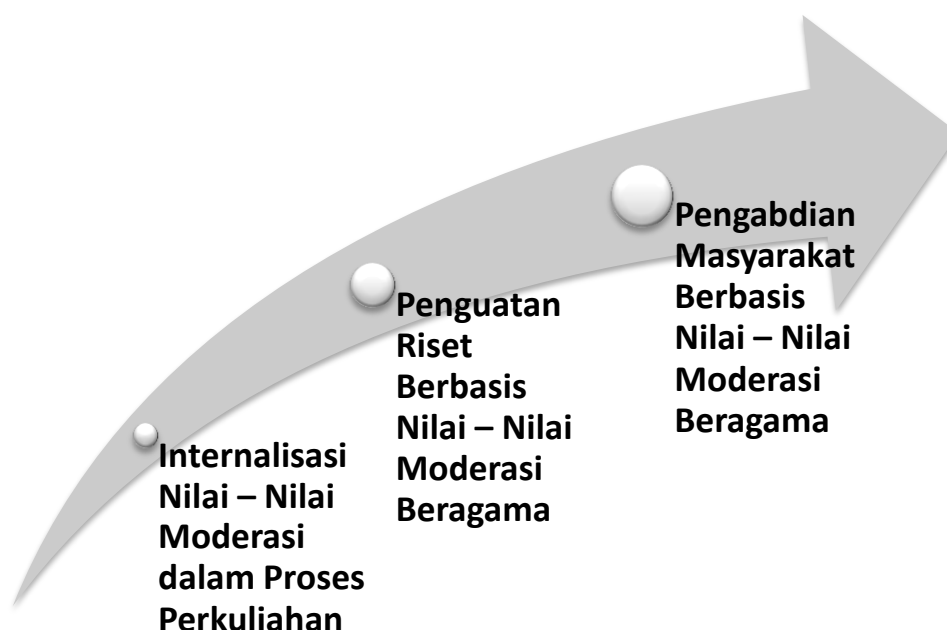 Internalisasi
Nilai – Nilai
Moderasi
dalam Proses
Perkuliahan
Penguatan
Riset
Berbasis
Nilai – Nilai
Moderasi
Beragama
Pengabdian
Masyarakat
Berbasis
Nilai – Nilai
Moderasi
Beragama